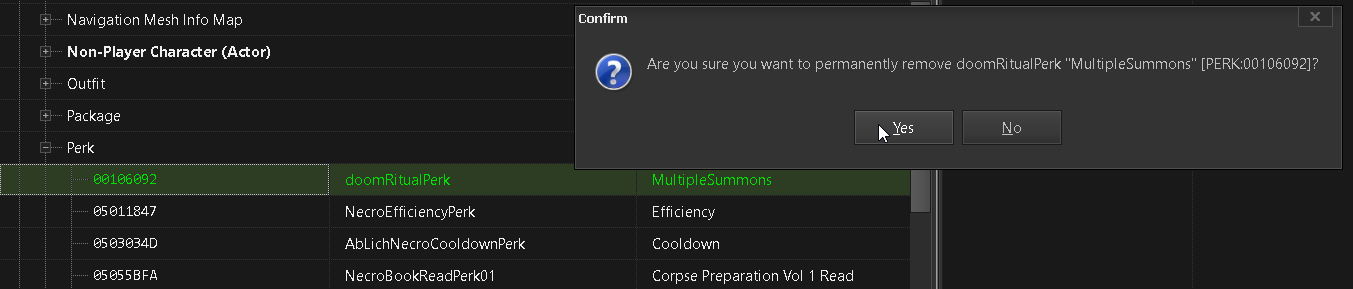 Navigation Mesh Info Map
Confirm
Non-Player Character (Actor)
Are you sure you want to permanently remove doomRitualPerk "MultipleSummons" [PERK:00106092]?
Outfit
Package
Yes No
Perk
00106092 doomRitualPerk MultipleSummons
05011847 NecroEfficiencyPerk Efficiency
0503034D AbLichNecroCooldownPerk Cooldown
05055BFA NecroBookReadPerk01 Corpse Preparation Vol 1 Read